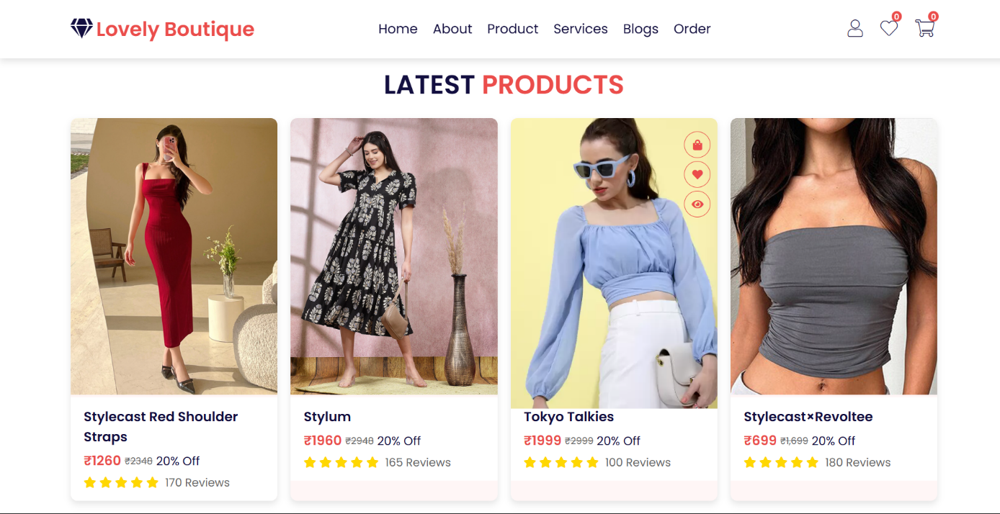 Lovely Boutique
Home About Product Services Blogs Order
0 0
LATEST PRODUCTS
Stylecast Red Shoulder
Straps
₹1260 ₹2348 20% Off
170 Reviews
Stylum
₹1960 ₹2948 20% Off
165 Reviews
Tokyo Talkies
₹1999 ₹2999 20% Off
100 Reviews
Stylecast×Revoltee
₹699 ₹1,699 20% Off
180 Reviews